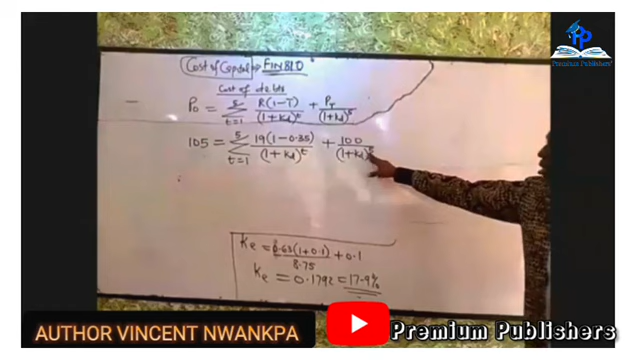 Premium Publishers'
Cost of Capital → FINBLD
Cost of debts
P0 = 5∑t=1 R(1-T)/(1+Kd)^t + PT/(1+Kd)^5
105 = 5∑t=1 19(1-0.35)/(1+Kd)^t + 100/(1+Kd)^5
Ke = 0.63(1+0.1)/8.75 + 0.1
Ke = 0.1792 = 17.9%
AUTHOR VINCENT NWANKPA
Premium Publishers